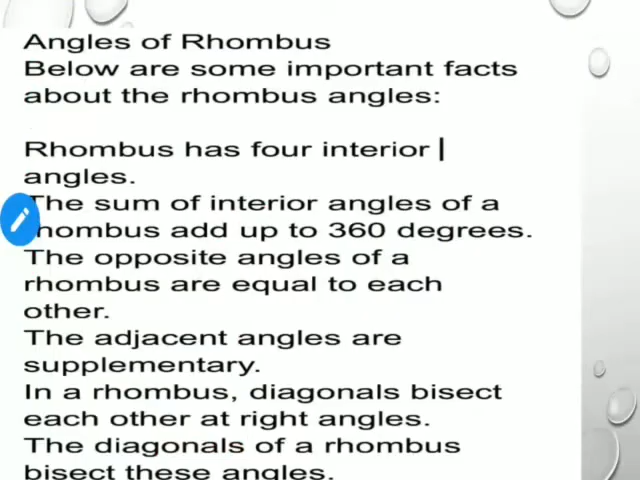 Angles of Rhombus
Below are some important facts
about the rhombus angles:
Rhombus has four interior
angles.
The sum of interior angles of a
rhombus add up to 360 degrees.
The opposite angles of a
rhombus are equal to each
other.
The adjacent angles are
supplementary.
In a rhombus, diagonals bisect
each other at right angles.
The diagonals of a rhombus
bisect these angles.